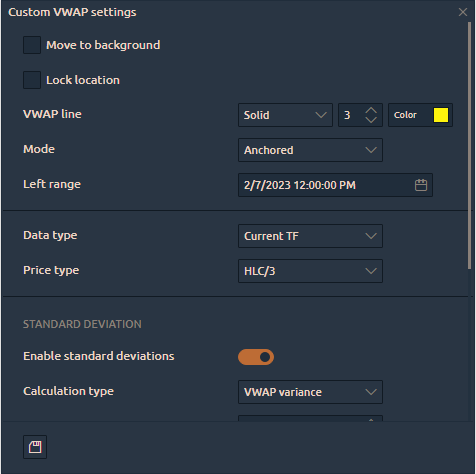 Custom VWAP settings
Move to background
Lock location
VWAP line Solid 3 Color
Mode Anchored
Left range 2/7/2023 12:00:00 PM
Data type Current TF
Price type HLC/3
STANDARD DEVIATION
Enable standard deviations
Calculation type VWAP variance